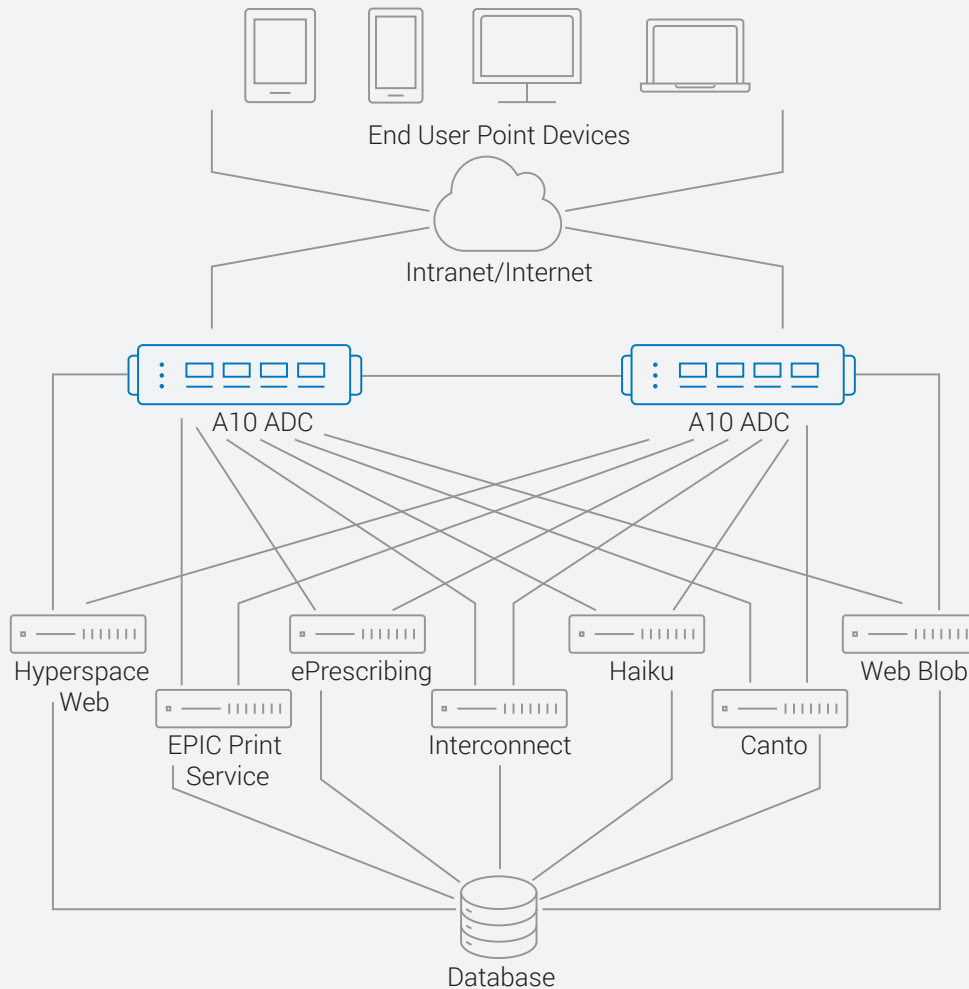 End User Point Devices
Intranet/Internet
A10 ADC
A10 ADC
Hyperspace
Web
ePrescribing
Haiku
Web Blob
EPIC Print
Service
Interconnect
Canto
Database